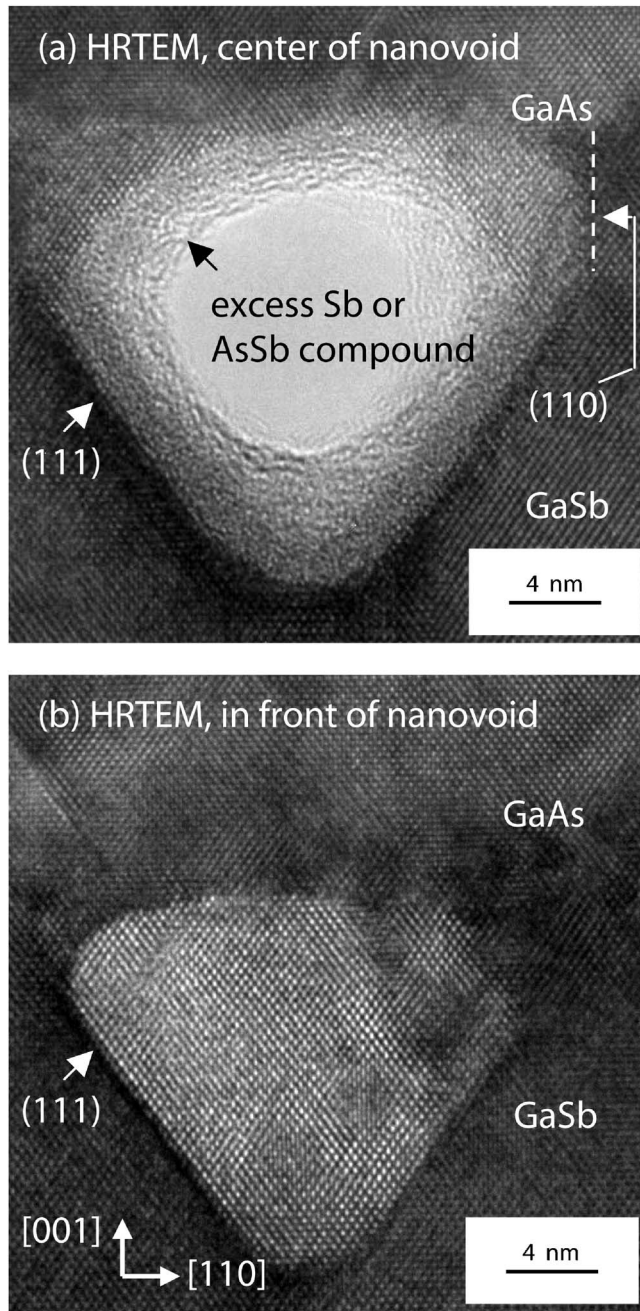 (a) HRTEM, center of nanovoid
GaAs
excess Sb or
AsSb compound
(111)
(110)
GaSb
4 nm
(b) HRTEM, in front of nanovoid
GaAs
(111)
GaSb
[001]
[110]
4 nm